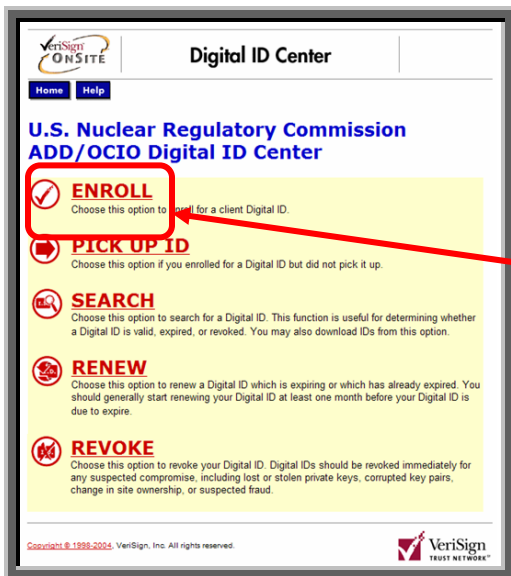 VeriSign
ONSITE
Digital ID Center
Home Help
U.S. Nuclear Regulatory Commission
ADD/OCIO Digital ID Center
ENROLL
Choose this option to enroll for a client Digital ID.
PICK UP ID
Choose this option if you enrolled for a Digital ID but did not pick it up.
SEARCH
Choose this option to search for a Digital ID. This function is useful for determining whether
a Digital ID is valid, expired, or revoked. You may also download IDs from this option.
RENEW
Choose this option to renew a Digital ID which is expiring or which has already expired. You
should generally start renewing your Digital ID at least one month before your Digital ID is
due to expire.
REVOKE
Choose this option to revoke your Digital ID. Digital IDs should be revoked immediately for
any suspected compromise, including lost or stolen private keys, corrupted key pairs,
change in site ownership, or suspected fraud.
Copyright © 1998-2004, VeriSign, Inc. All rights reserved.
VeriSign
TRUST NETWORK